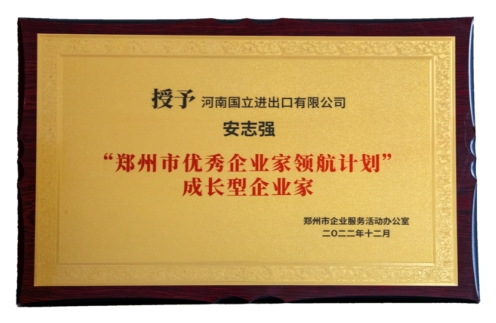 授予 河南国立进出口有限公司
安志强
“郑州市优秀企业家领航计划”
成长型企业家
郑州市企业服务活动办公室
二〇二二年十二月